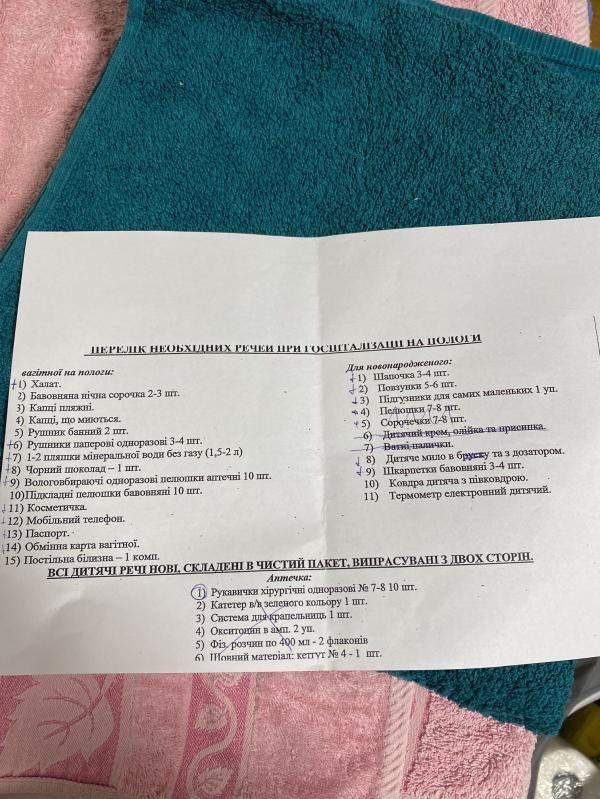 ПЕРЕЛІК НЕОБХІДНИХ РЕЧЕЙ ПРИ ГОСПІТАЛІЗАЦІЇ НА ПОЛОГИ
вагітної на пологи:
1) Халат.
2) Бавовняна нічна сорочка 2-3 шт.
3) Капці пляжні.
4) Капці, що миються.
5) Рушник банний 2 шт.
6) Рушники паперові одноразові 3-4 шт.
7) 1-2 пляшки мінеральної води без газу (1,5-2 л)
8) Чорний шоколад – 1 шт.
9) Вологовбираючі одноразові пелюшки аптечні 10 шт.
10)Підкладні пелюшки бавовняні 10 шт.
11) Косметичка.
12) Мобільний телефон.
13) Паспорт.
14) Обмінна карта вагітної.
15) Постільна білизна – 1 комп.
Для новонародженого:
1) Шапочка 3-4 шт.
2) Повзунки 5-6 шт.
3) Підгузники для самих маленьких 1 уп.
4) Пелюшки 7-8 шт.
5) Сорочечки 7-8 шт.
6) Дитячий крем, олійка та присипка.
7) Ватні палички.
8) Дитяче мило в бруску та з дозатором.
9) Шкарпетки бавовняні 3-4 шт.
10) Ковдра дитяча з півковдрою.
11) Термометр електронний дитячий.
ВСІ ДИТЯЧІ РЕЧІ НОВІ, СКЛАДЕНІ В ЧИСТИЙ ПАКЕТ, ВИПРАСУВАНІ З ДВОХ СТОРІН.
Аптечка:
1) Рукавички хірургічні одноразові № 7-8 10 шт.
2) Катетер в/в зеленого кольору 1 шт.
3) Система для крапельниць 1 шт.
4) Окситоцин в амп. 2 уп.
5) Фіз. розчин по 400 мл - 2 флаконів
6) Шовний матеріал: кетгут № 4 - 1 шт.